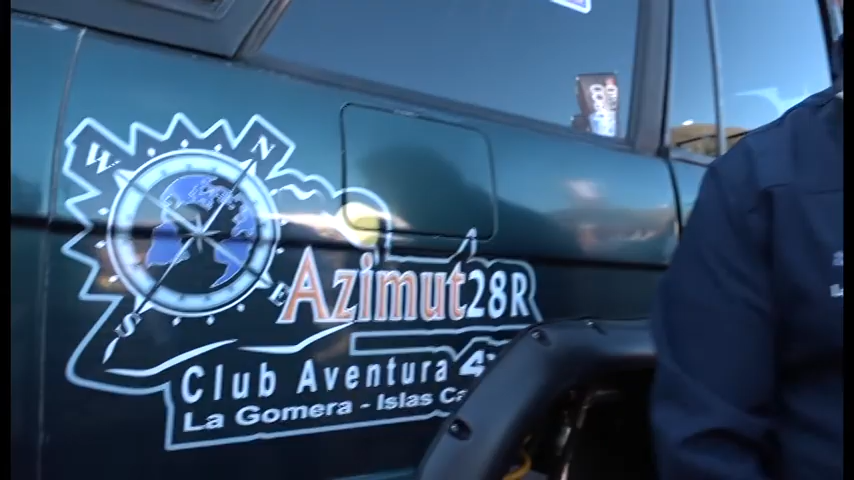 W N
E
S
Azimut28R
Club Aventura
La Gomera - Islas